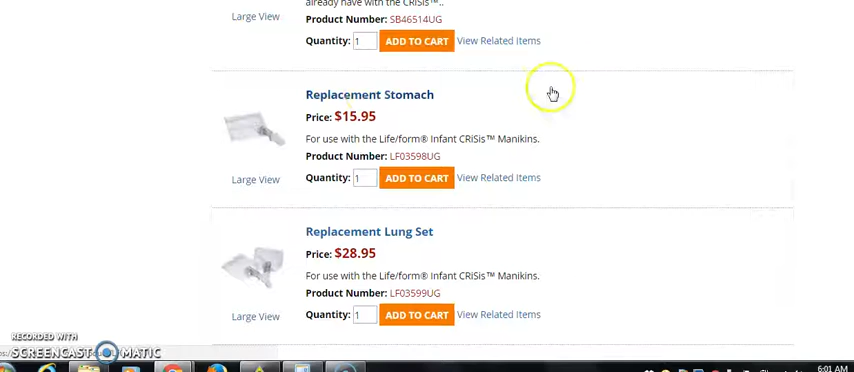 already have with the CRiSis™..
Large View
Product Number: SB46514UG
Quantity: 1 ADD TO CART View Related Items
Replacement Stomach
Price: $15.95
For use with the Life/form® Infant CRiSis™ Manikins.
Product Number: LF03598UG
Large View
Quantity: 1 ADD TO CART View Related Items
Replacement Lung Set
Price: $28.95
For use with the Life/form® Infant CRiSis™ Manikins.
Product Number: LF03599UG
Large View
Quantity: 1 ADD TO CART View Related Items
RECORDED WITH
SCREENCAST MATIC
6:01 AM